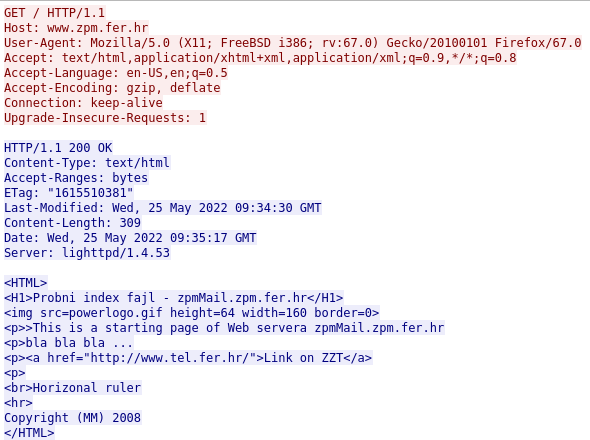 GET / HTTP/1.1
Host: www.zpm.fer.hr
User-Agent: Mozilla/5.0 (X11; FreeBSD i386; rv:67.0) Gecko/20100101 Firefox/67.0
Accept: text/html,application/xhtml+xml,application/xml;q=0.9,*/*;q=0.8
Accept-Language: en-US,en;q=0.5
Accept-Encoding: gzip, deflate
Connection: keep-alive
Upgrade-Insecure-Requests: 1

HTTP/1.1 200 OK
Content-Type: text/html
Accept-Ranges: bytes
ETag: "1615510381"
Last-Modified: Wed, 25 May 2022 09:34:30 GMT
Content-Length: 309
Date: Wed, 25 May 2022 09:35:17 GMT
Server: lighttpd/1.4.53

<HTML>
<H1>Probni index fajl - zpmMail.zpm.fer.hr</H1>
<img src=powerlogo.gif height=64 width=160 border=0>
<p>>This is a starting page of Web servera zpmMail.zpm.fer.hr
<p>bla bla bla ...
<p><a href="http://www.tel.fer.hr/">Link on ZZT</a>
<p>
<br>Horizonal ruler
<hr>
Copyright (MM) 2008
</HTML>